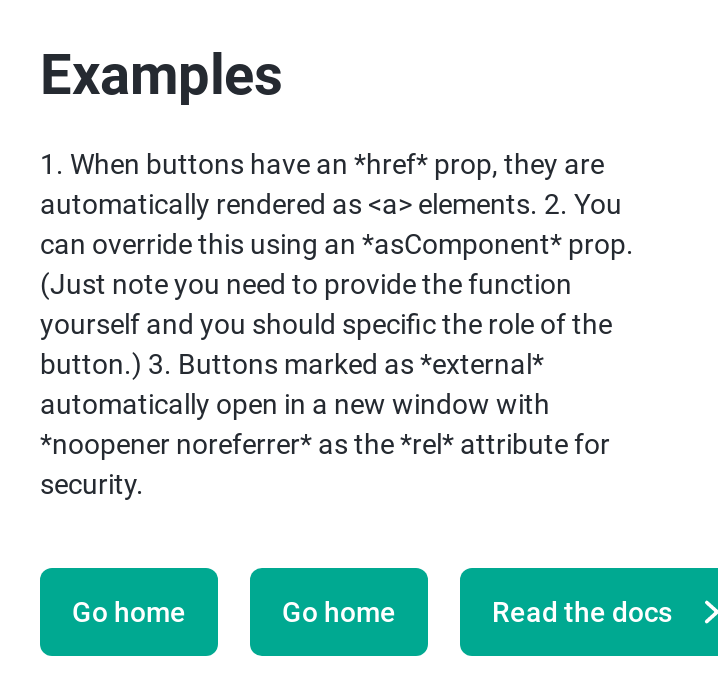 Examples
1. When buttons have an *href* prop, they are
automatically rendered as <a> elements. 2. You
can override this using an *asComponent* prop.
(Just note you need to provide the function
yourself and you should specific the role of the
button.) 3. Buttons marked as *external*
automatically open in a new window with
*noopener noreferrer* as the *rel* attribute for
security.
Go home
Go home
Read the docs